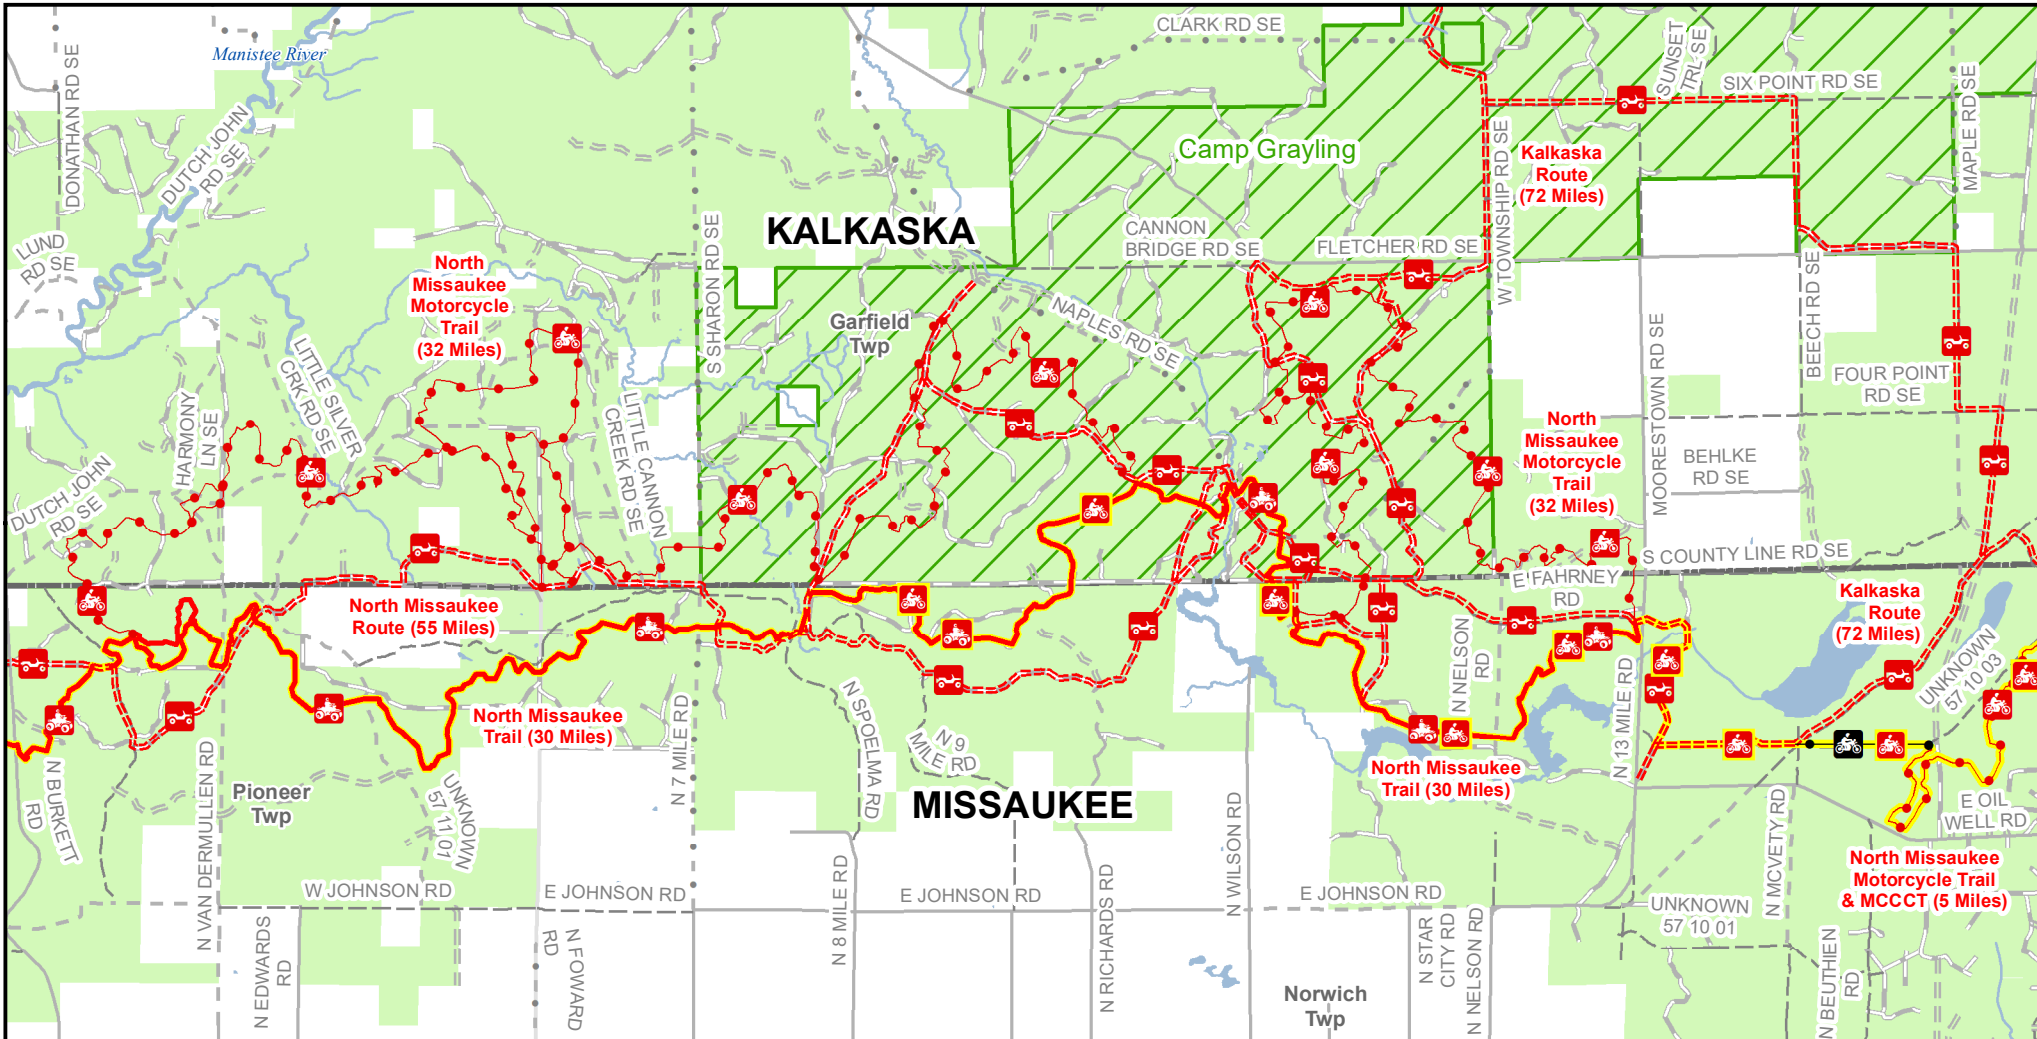 CLARK RD SE
Manistee River
DONATHAN RD SE
DUTCH JOHN
RD SE
SUNSET
TRL SE
SIX POINT RD SE
MAPLE RD SE
Camp Grayling
W TOWNSHIP RD SE
Kalkaska
Route
(72 Miles)
LUND
RD SE
KALKASKA
S SHARON RD SE
CANNON
BRIDGE RD SE
FLETCHER RD SE
North
Missaukee
Motorcycle
Trail
(32 Miles)
Garfield
Twp
NAPLES RD SE
MOORESTOWN RD SE
BEECH RD SE
FOUR POINT
RD SE
HARMONY
LN SE
LITTLE SILVER
CRK RD SE
LITTLE CANNON
CREEK RD SE
North
Missaukee
Motorcycle
Trail
(32 Miles)
BEHLKE
RD SE
DUTCH JOHN
RD SE
S COUNTY LINE RD SE
E FAHRNEY
RD
North Missaukee
Route (55 Miles)
Kalkaska
Route
(72 Miles)
N NELSON
RD
UNKNOWN
57 10 03
North Missaukee
Trail (30 Miles)
N 7 MILE RD
N SPOELMA RD
N 9
MILE RD
N 13 MILE RD
N BURKETT
RD
N VAN DERMULLEN RD
Pioneer
Twp
UNKNOWN
57 11 01
MISSAUKEE
North Missaukee
Trail (30 Miles)
N WILSON RD
N MCVETY RD
E OIL
WELL RD
North Missaukee
Motorcycle Trail
& MCCCT (5 Miles)
W JOHNSON RD
E JOHNSON RD
N 8 MILE RD
E JOHNSON RD
N RICHARDS RD
E JOHNSON RD
UNKNOWN
57 10 01
N EDWARDS
RD
N FOWARD
RD
N STAR
CITY RD
N NELSON RD
N BEUTHIEN
RD
Norwich
Twp